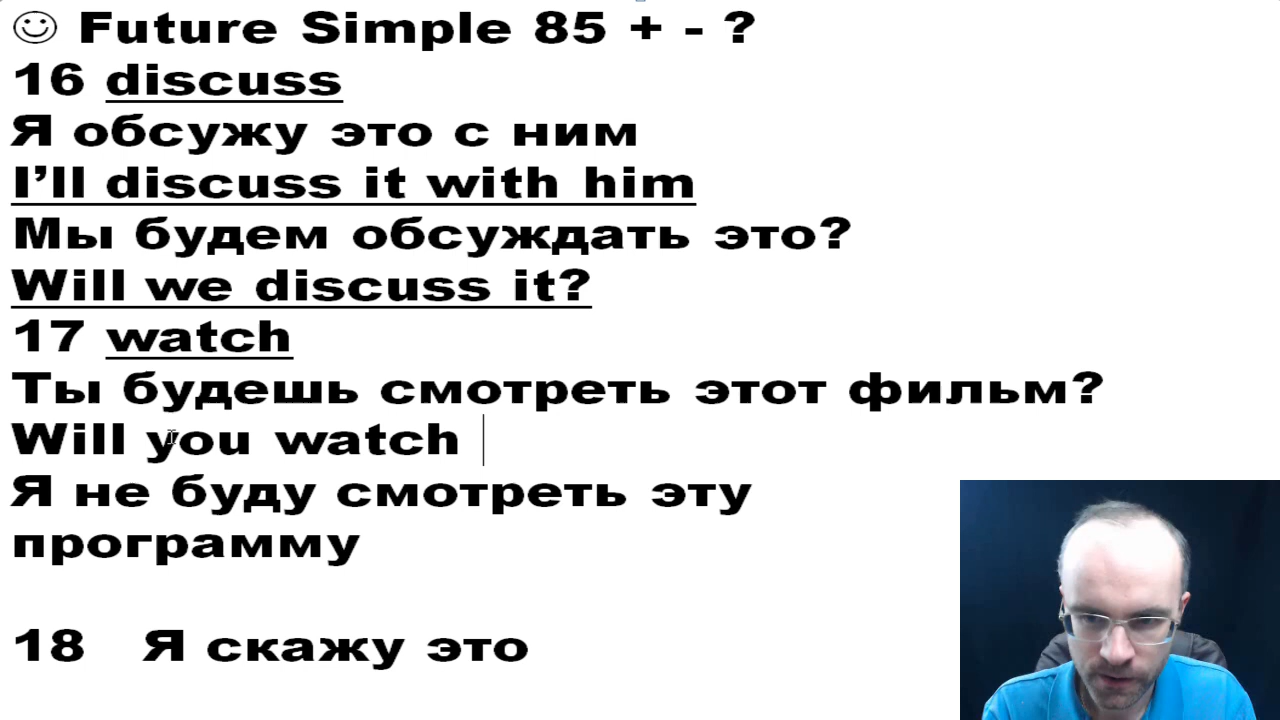 ☺ Future Simple 85 + - ?
16 discuss
Я обсужу это с ним
I’ll discuss it with him
Мы будем обсуждать это?
Will we discuss it?
17 watch
Ты будешь смотреть этот фильм?
Will you watch
Я не буду смотреть эту
программу
18 Я скажу это